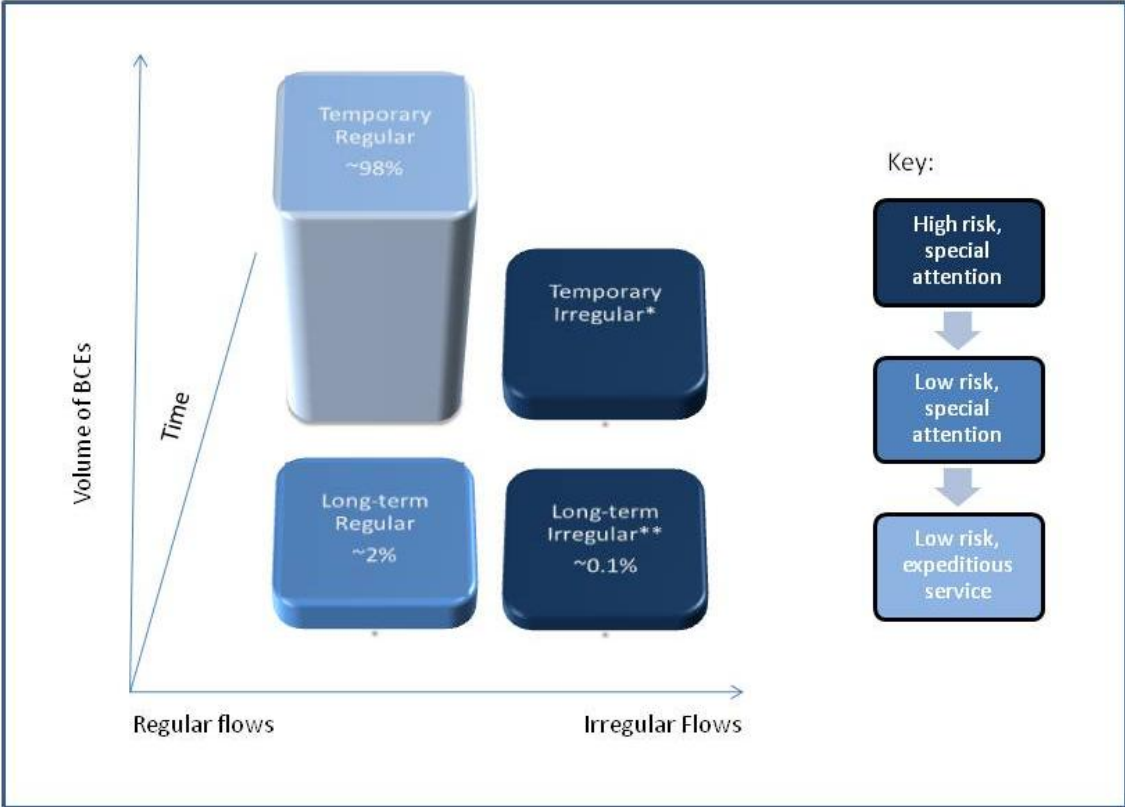 Temporary
Regular
~98%
Temporary
Irregular*
Long-term
Regular
~2%
Long-term
Irregular**
~0.1%
Volume of BCEs
Time
Regular flows
Irregular Flows
Key:
High risk,
special
attention
Low risk,
special
attention
Low risk,
expeditious
service